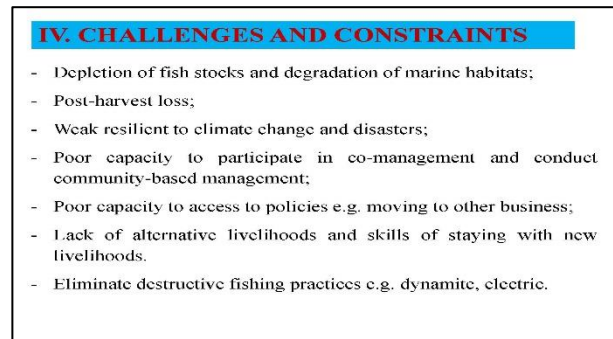 IV. CHALLENGES AND CONSTRAINTS
- Depletion of fish stocks and degradation of marine habitats;
- Post-harvest loss;
- Weak resilient to climate change and disasters;
- Poor capacity to participate in co-management and conduct
community-based management;
- Poor capacity to access to policies e.g. moving to other business;
- Lack of alternative livelihoods and skills of staying with new
livelihoods.
- Eliminate destructive fishing practices e.g. dynamite, electric.